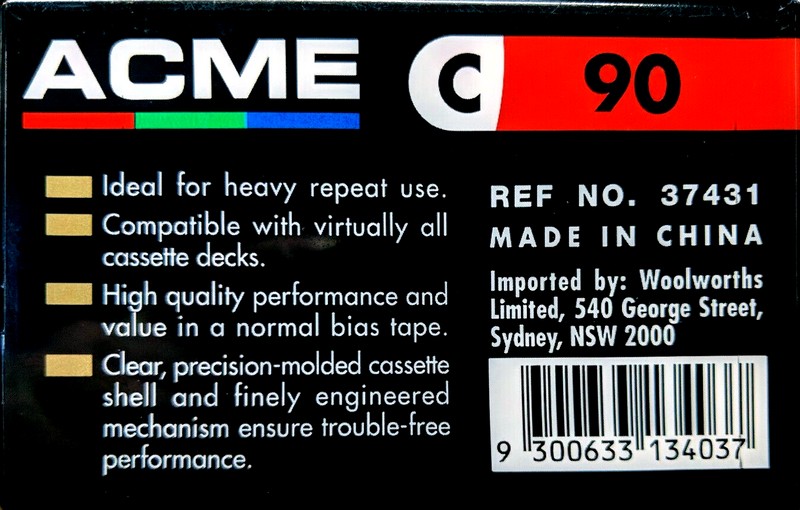 ACME
C 90
Ideal for heavy repeat use.
Compatible with virtually all
cassette decks.
High quality performance and
value in a normal bias tape.
Clear, precision-molded cassette
shell and finely engineered
mechanism ensure trouble-free
performance.
REF NO. 37431
MADE IN CHINA
Imported by: Woolworths
Limited, 540 George Street,
Sydney, NSW 2000
9 300633 134037